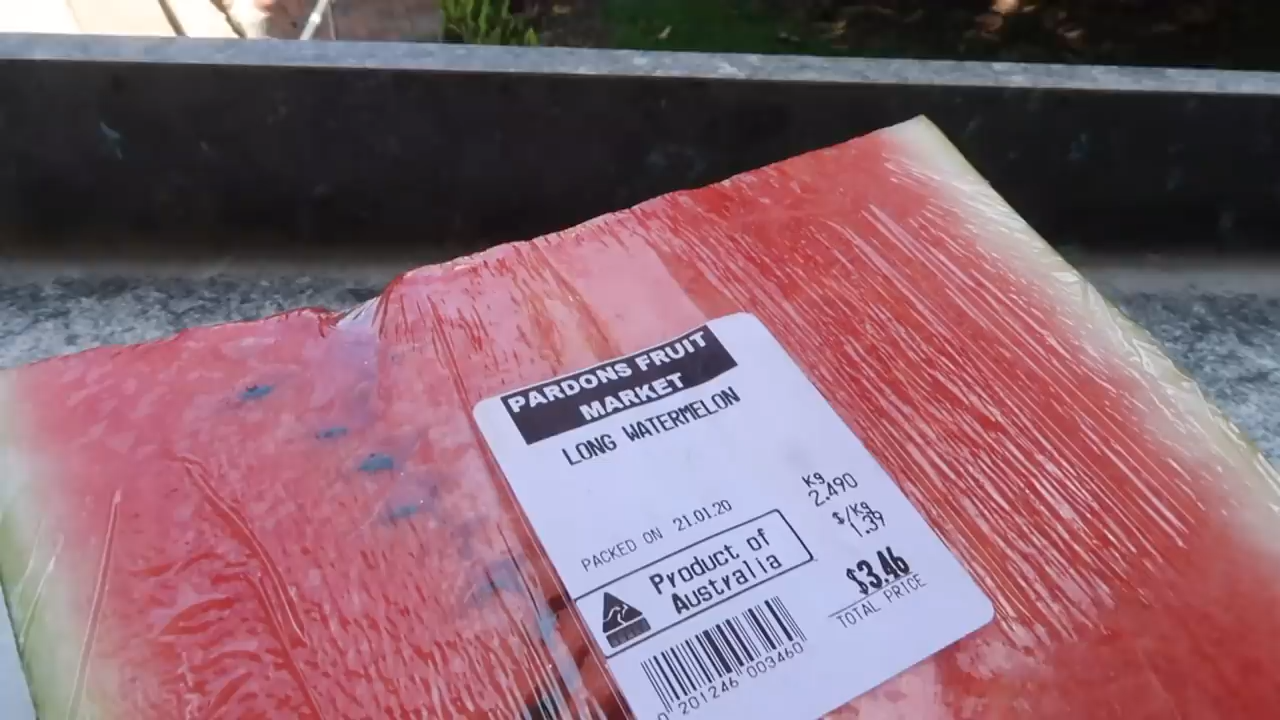 PARDONS FRUIT
MARKET
LONG WATERMELON
Kg
2.490
$/Kg
1.39
PACKED ON 21.01.20
Product of
Australia
$3.46
TOTAL PRICE
0 201246 003460